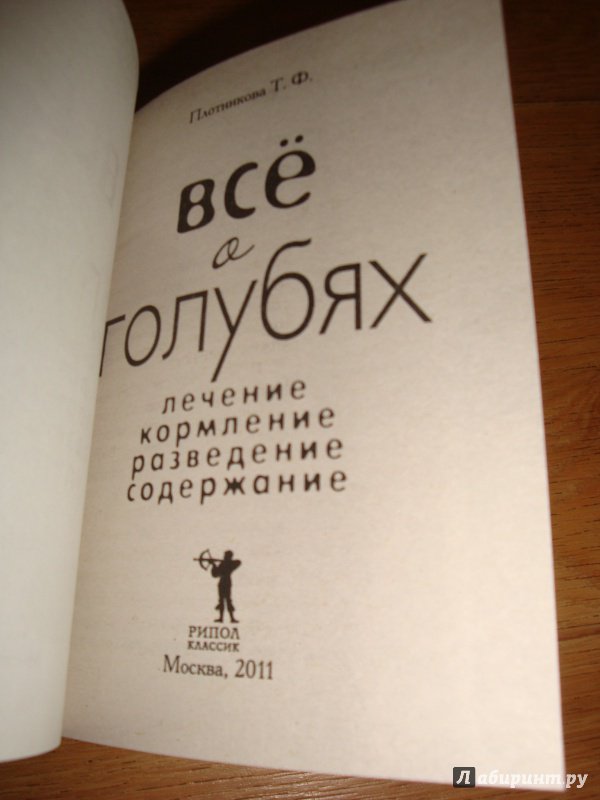 Плотникова Т. Ф.
всё
о
голубях
лечение
кормление
разведение
содержание
РИПОЛ
КЛАССИК
Москва, 2011
Лабиринт.ру